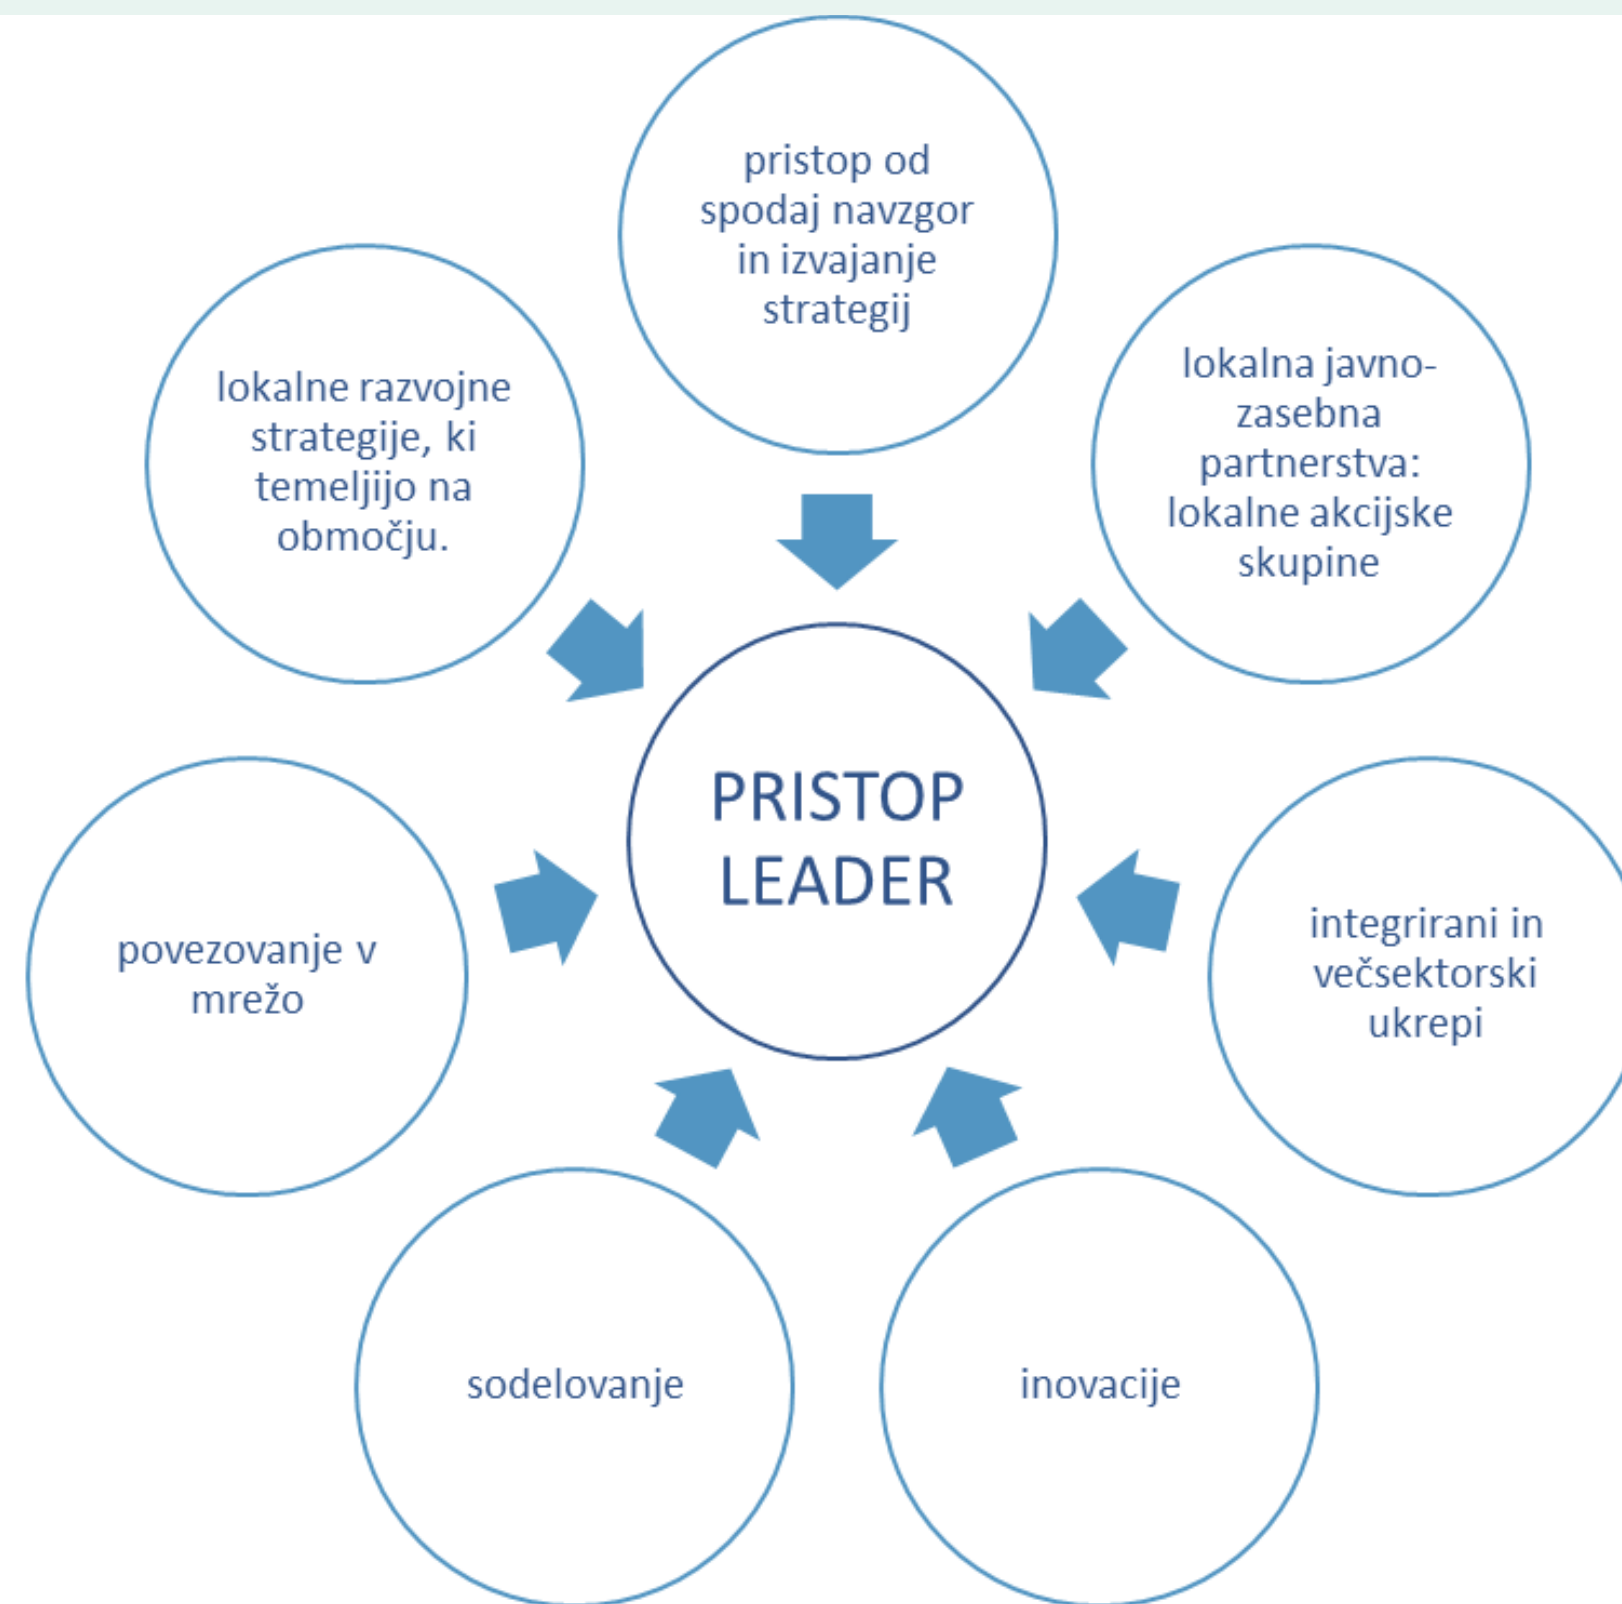 pristop od
spodaj navzgor
in izvajanje
strategij
lokalna javno-
zasebna
partnerstva:
lokalne akcijske
skupine
integrirani in
večsektorski
ukrepi
inovacije
sodelovanje
povezovanje v
mrežo
lokalne razvojne
strategije, ki
temeljijo na
območju.
PRISTOP
LEADER